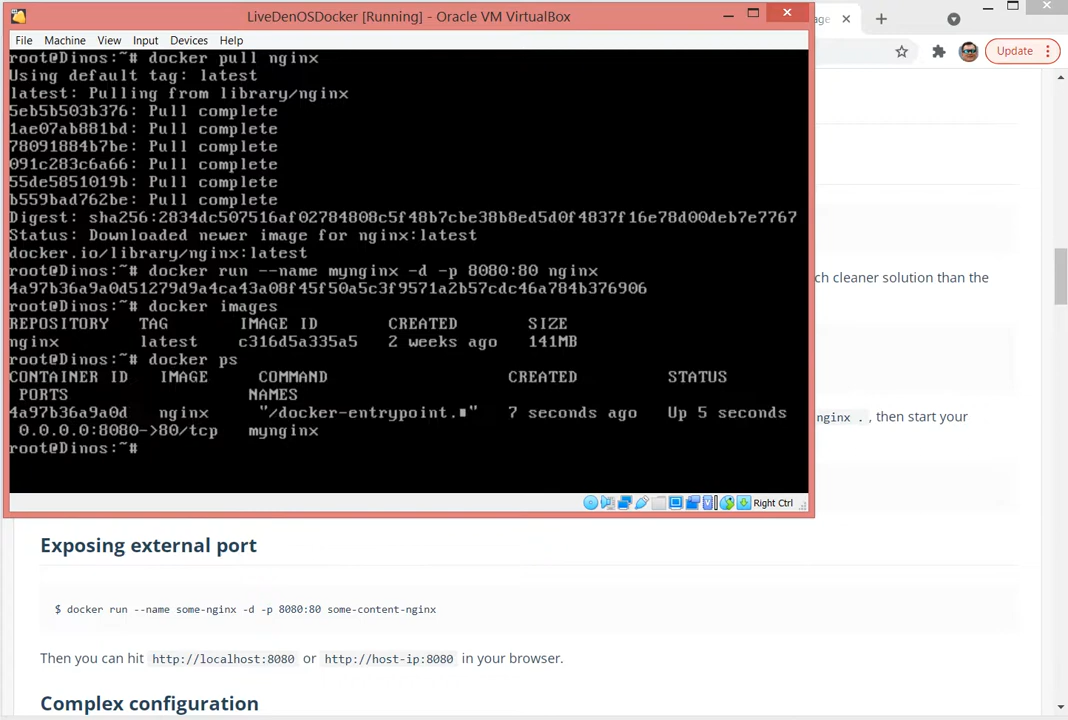 LiveDenOSDocker [Running] - Oracle VM VirtualBox
File Machine View Input Devices Help
root@Dinos:~# docker pull nginx
Using default tag: latest
latest: Pulling from library/nginx
5eb5b503b376: Pull complete
1ae07ab881bd: Pull complete
78091884b7be: Pull complete
091c283c6a66: Pull complete
55de5851019b: Pull complete
b559bad762be: Pull complete
Digest: sha256:2834dc507516af02784808c5f48b7cbe38b8ed5d0f4837f16e78d00deb7e7767
Status: Downloaded newer image for nginx:latest
docker.io/library/nginx:latest
root@Dinos:~# docker run --name mynginx -d -p 8080:80 nginx
4a97b36a9a0d51279d9a4ca43a08f45f50a5c3f9571a2b57cdc46a784b376906
root@Dinos:~# docker images
REPOSITORY TAG IMAGE ID CREATED SIZE
nginx latest c316d5a335a5 2 weeks ago 141MB
root@Dinos:~# docker ps
CONTAINER ID IMAGE COMMAND CREATED STATUS
PORTS NAMES
4a97b36a9a0d nginx "/docker-entrypoint.■" 7 seconds ago Up 5 seconds
0.0.0.0:8080->80/tcp mynginx
root@Dinos:~#
Right Ctrl
age
Update
ch cleaner solution than the
nginx . , then start your
Exposing external port
$ docker run --name some-nginx -d -p 8080:80 some-content-nginx
Then you can hit http://localhost:8080 or http://host-ip:8080 in your browser.
Complex configuration